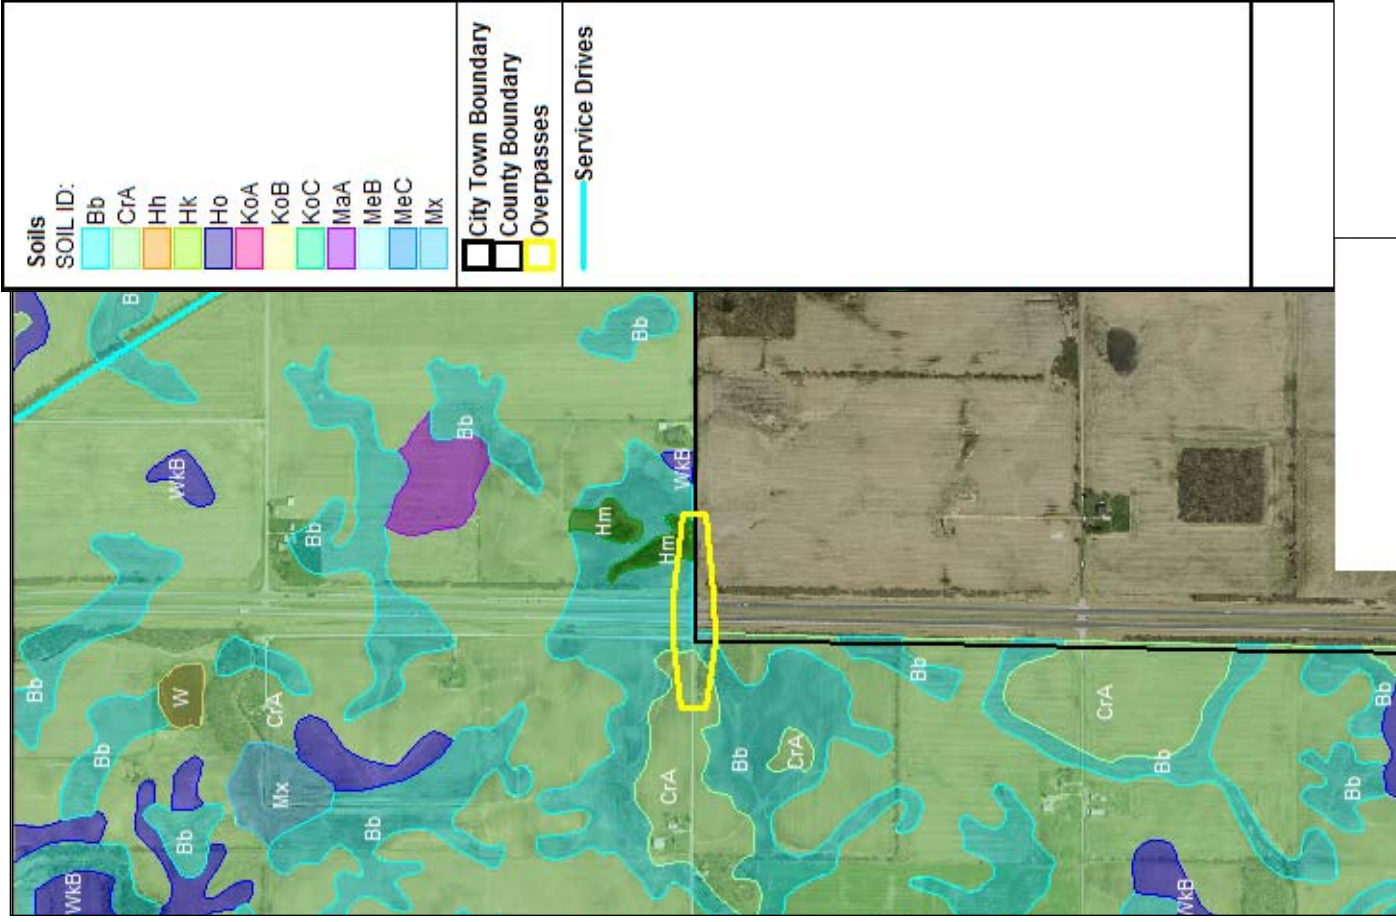 Soils
SOIL ID:
Bb
CrA
Hh
Hk
Ho
KoA
KoB
KoC
MaA
MeB
MeC
Mx
City Town Boundary
County Boundary
Overpasses
Service Drives
B
Bb
WkB
Bb
WkB
Bb
Hm
Hm
Bb
W
CrA
Bb
Bb
CrA
Bb
Mx
CrA
Bb
CrA
Bb
Bb
Bb
Bb
WkB
WkB